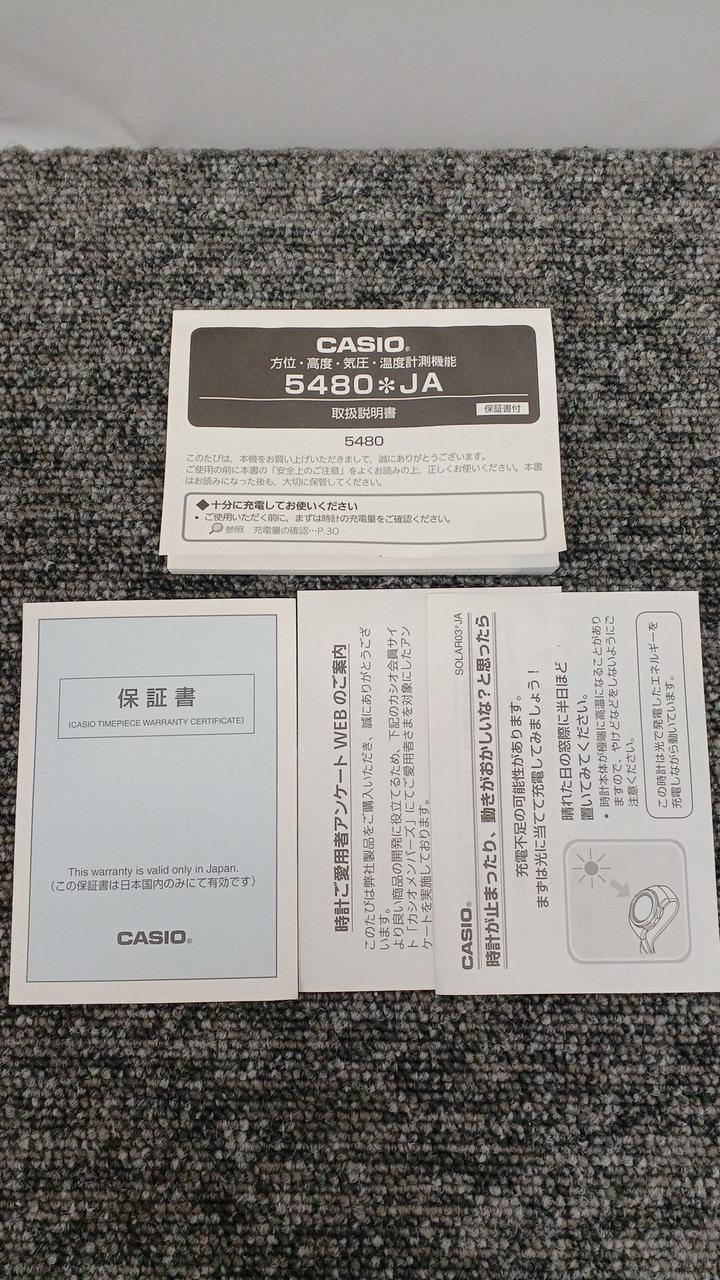 CASIO®
方位・高度・気圧・温度計測機能
5480✻JA
取扱説明書
保証書付
5480
このたびは、本機をお買い上げいただきまして、誠にありがとうございます。
ご使用の前に本書の「安全上のご注意」をよくお読みの上、正しくお使いください。本書
はお読みになった後も、大切に保管してください。
◆十分に充電してお使いください
• ご使用いただく前に、まずは時計の充電量をご確認ください。
参照 充電量の確認…P.30
保証書
(CASIO TIMEPIECE WARRANTY CERTIFICATE)
This warranty is valid only in Japan.
(この保証書は日本国内のみにて有効です)
CASIO®
時計ご愛用者アンケート WEB のご案内
このたびは弊社製品をご購入いただき、誠にありがとうござ
います。
より良い商品の開発に役立てるため、下記のカシオ会員サイ
ト「カシオメンバーズ」にてご愛用者さまを対象にしたアン
ケートを実施しております。
CASIO®
SOLAR03*JA
時計が止まったり、動きがおかしいな?と思ったら
充電不足の可能性があります。
まずは光に当てて充電してみましょう！
晴れた日の窓際に半日ほど
置いてみてください。
• 時計本体が極端に高温になることがあり
ますので、やけどなどをしないようにご
注意ください。
この時計は光で発電したエネルギーを
充電しながら動いています。